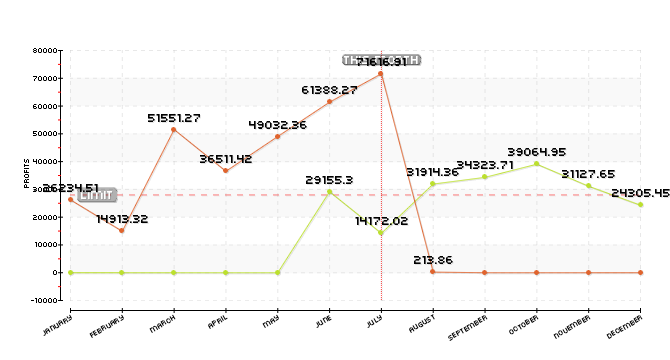 80000
70000
60000
50000
40000
30000
20000
10000
0
-10000
PROFITS
71616.91
61388.27
51551.27
49032.36
36511.42
39064.95
34323.71
31914.36
31127.65
29155.3
26234.51
LIMIT
24305.45
14913.32
14172.02
213.86
JANUARY
FEBRUARY
MARCH
APRIL
MAY
JUNE
JULY
AUGUST
SEPTEMBER
OCTOBER
NOVEMBER
DECEMBER